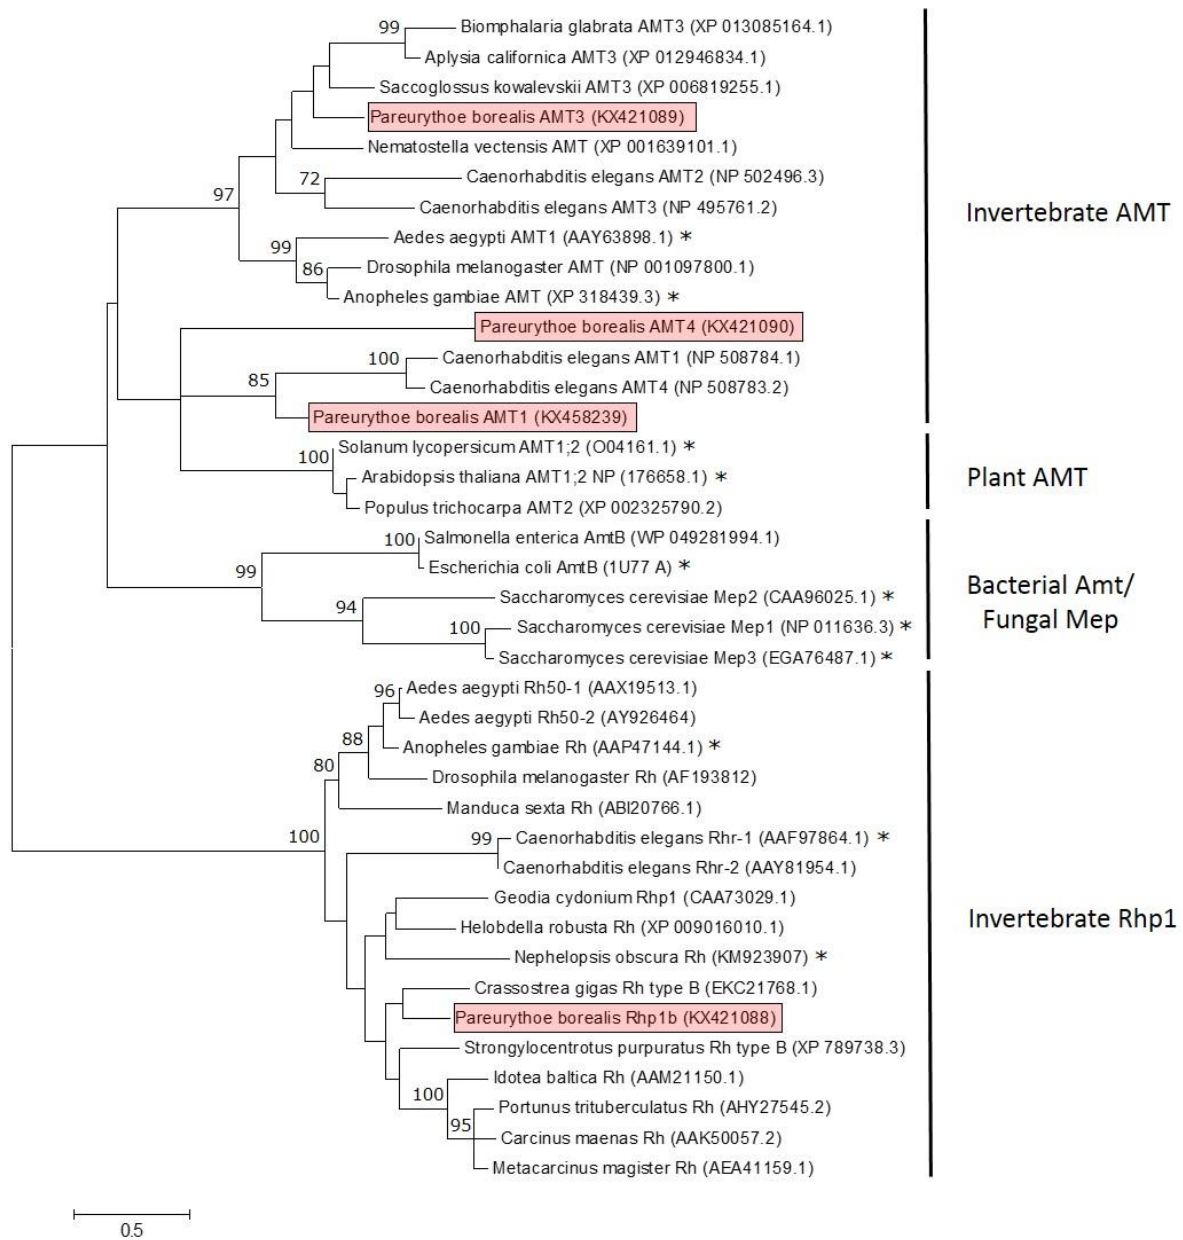 99
Biomphalaria glabrata AMT3 (XP 013085164.1)
Aplysia californica AMT3 (XP 012946834.1)
Saccoglossus kowalevskii AMT3 (XP 006819255.1)
Pareurythoe borealis AMT3 (KX421089)
Nematostella vectensis AMT (XP 001639101.1)
72
Caenorhabditis elegans AMT2 (NP 502496.3)
97
Caenorhabditis elegans AMT3 (NP 495761.2)
Invertebrate AMT
Aedes aegypti AMT1 (AAY63898.1) *
99
86
Drosophila melanogaster AMT (NP 001097800.1)
Anopheles gambiae AMT (XP 318439.3) *
Pareurythoe borealis AMT4 (KX421090)
100
Caenorhabditis elegans AMT1 (NP 508784.1)
85
Caenorhabditis elegans AMT4 (NP 508783.2)
Pareurythoe borealis AMT1 (KX458239)
Solanum lycopersicum AMT1;2 (O04161.1) *
100
Arabidopsis thaliana AMT1;2 NP (176658.1) *
Plant AMT
Populus trichocarpa AMT2 (XP 002325790.2)
100
Salmonella enterica AmtB (WP 049281994.1)
99
Escherichia coli AmtB (1U77 A) *
Bacterial Amt/
Fungal Mep
94
Saccharomyces cerevisiae Mep2 (CAA96025.1) *
100
Saccharomyces cerevisiae Mep1 (NP 011636.3) *
Saccharomyces cerevisiae Mep3 (EGA76487.1) *
96
Aedes aegypti Rh50-1 (AAX19513.1)
Aedes aegypti Rh50-2 (AY926464)
88
Anopheles gambiae Rh (AAP47144.1) *
80
Drosophila melanogaster Rh (AF193812)
Manduca sexta Rh (ABI20766.1)
100
99
Caenorhabditis elegans Rhr-1 (AAF97864.1) *
Caenorhabditis elegans Rhr-2 (AAY81954.1)
Geodia cydonium Rhp1 (CAA73029.1)
Invertebrate Rhp1
Helobdella robusta Rh (XP 009016010.1)
Nephelopsis obscura Rh (KM923907) *
Crassostrea gigas Rh type B (EKC21768.1)
Pareurythoe borealis Rhp1b (KX421088)
Strongylocentrotus purpuratus Rh type B (XP 789738.3)
Idotea baltica Rh (AAM21150.1)
100
Portunus trituberculatus Rh (AHY27545.2)
95
Carcinus maenas Rh (AAK50057.2)
Metacarcinus magister Rh (AEA41159.1)
0.5